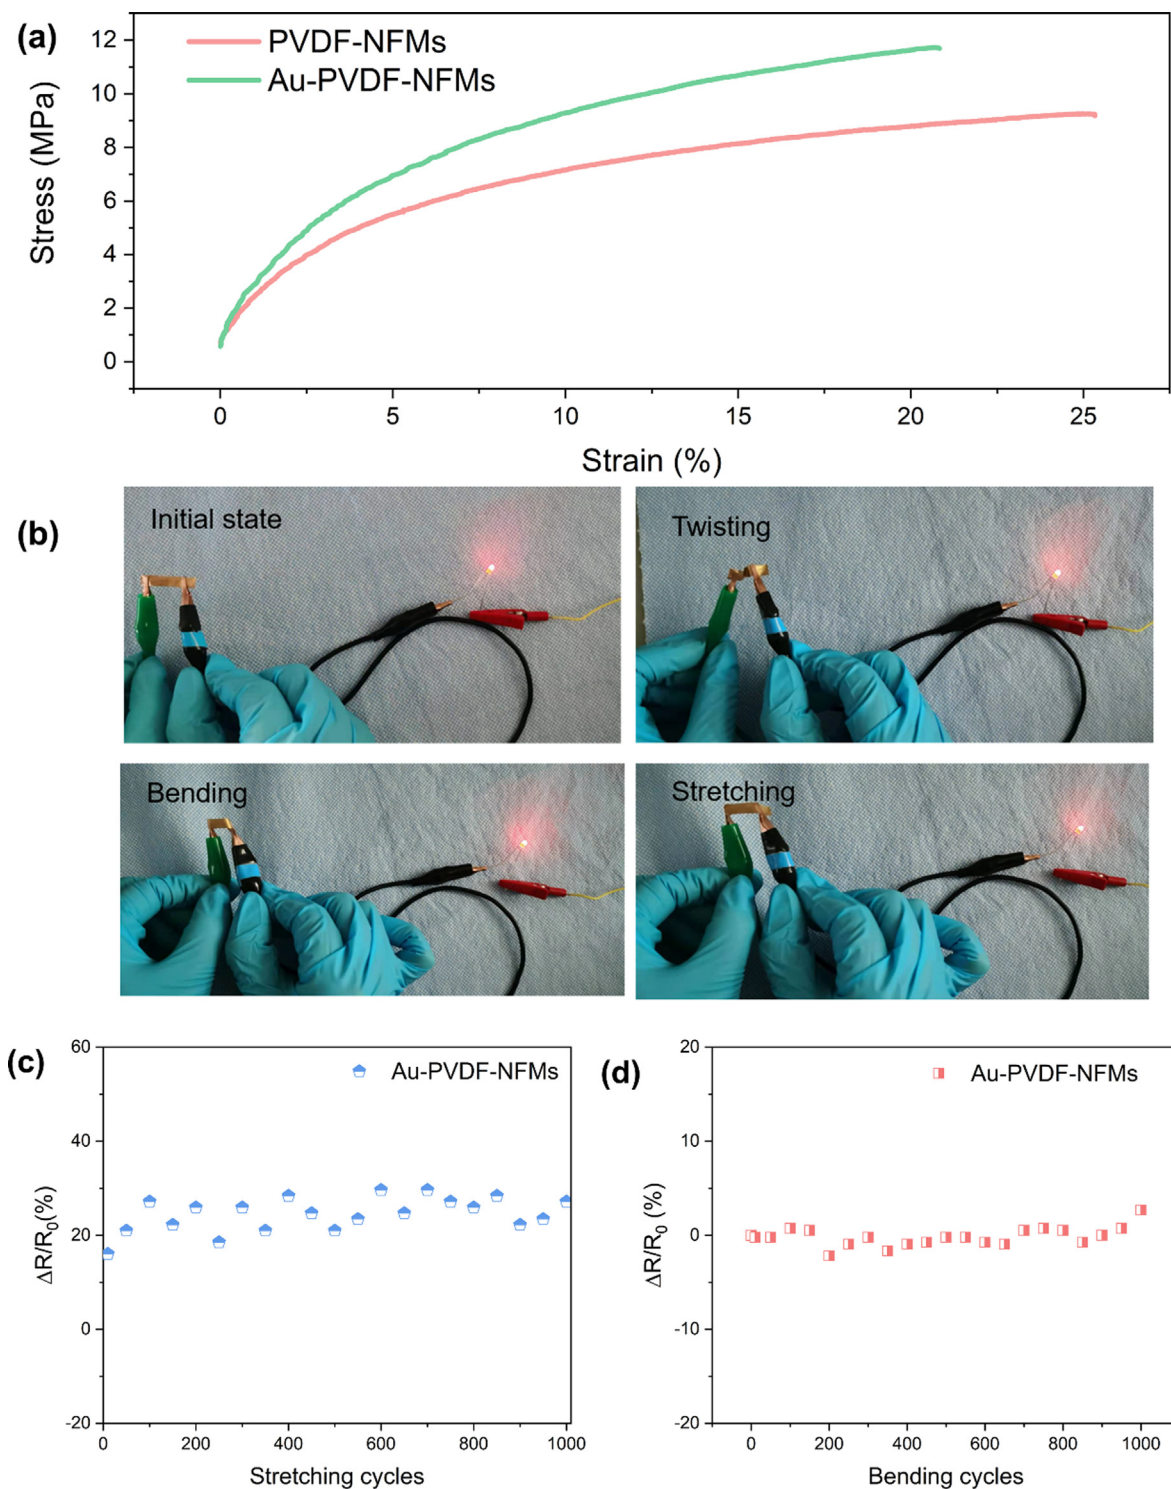 (a)
PVDF-NFMs
Au-PVDF-NFMs
Stress (MPa)
12
10
8
6
4
2
0
0 5 10 15 20 25
Strain (%)
(b)
Initial state
Twisting
Bending
Stretching
(c)
Au-PVDF-NFMs
ΔR/R₀(%)
60
40
20
0
-20
0 200 400 600 800 1000
Stretching cycles
(d)
Au-PVDF-NFMs
ΔR/R₀ (%)
20
10
0
-10
-20
0 200 400 600 800 1000
Bending cycles